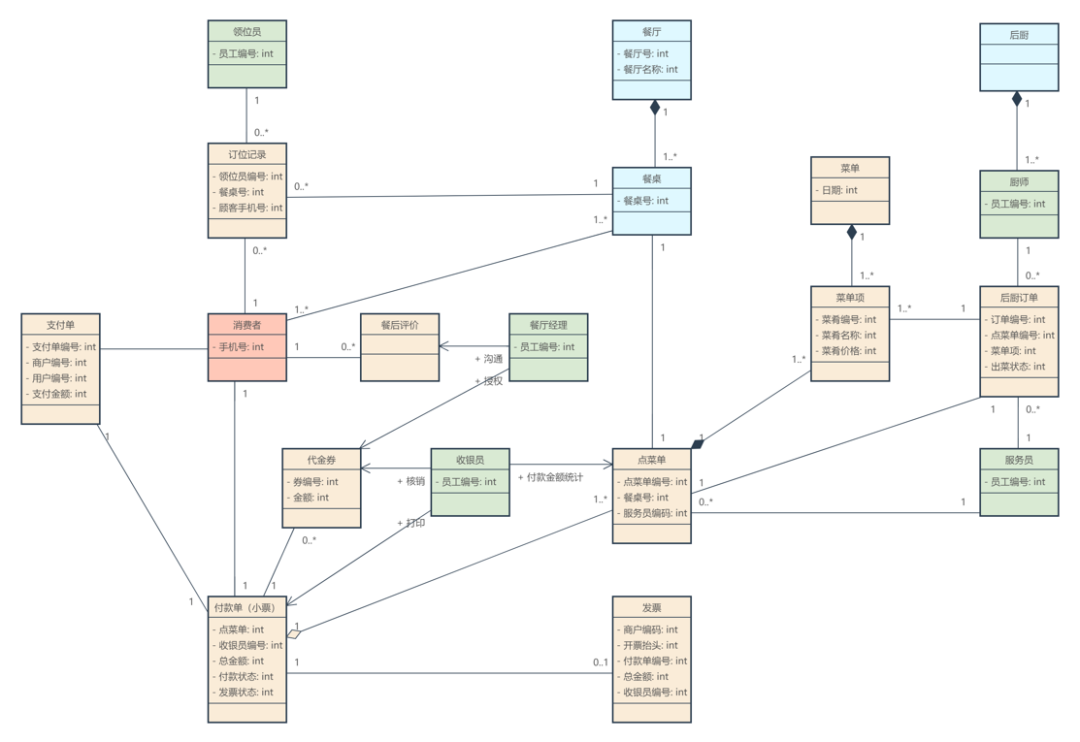 领位员
- 员工编号: int
餐厅
- 餐厅号: int
- 餐厅名称: int
后厨
1
0..*
1
1..*
1
1..*
订位记录
- 领位员编号: int
- 餐桌号: int
- 顾客手机号: int
餐桌
- 餐桌号: int
菜单
- 日期: int
厨师
- 员工编号: int
0..*
1
1..*
0..*
1
1..*
1
1
1..*
1
0..*
支付单
- 支付单编号: int
- 商户编号: int
- 用户编号: int
- 支付金额: int
消费者
- 手机号: int
餐后评价
餐厅经理
- 员工编号: int
菜单项
- 菜肴编号: int
- 菜肴名称: int
- 菜肴价格: int
后厨订单
- 订单编号: int
- 点菜单编号: int
- 菜单项: int
- 出菜状态: int
1..*
1
1
0..*
+ 沟通
+ 授权
1..*
1
1
0..*
1
1
1
1
代金券
- 券编号: int
- 金额: int
收银员
- 员工编号: int
点菜单
- 点菜单编号: int
- 餐桌号: int
- 服务员编码: int
服务员
- 员工编号: int
+ 核销
+ 付款金额统计
+ 打印
1..*
1
0..*
1
0..*
1
1
1
付款单（小票）
- 点菜单: int
- 收银员编号: int
- 总金额: int
- 付款状态: int
- 发票状态: int
1
1
0..1
发票
- 商户编码: int
- 开票抬头: int
- 付款单编号: int
- 总金额: int
- 收银员编号: int